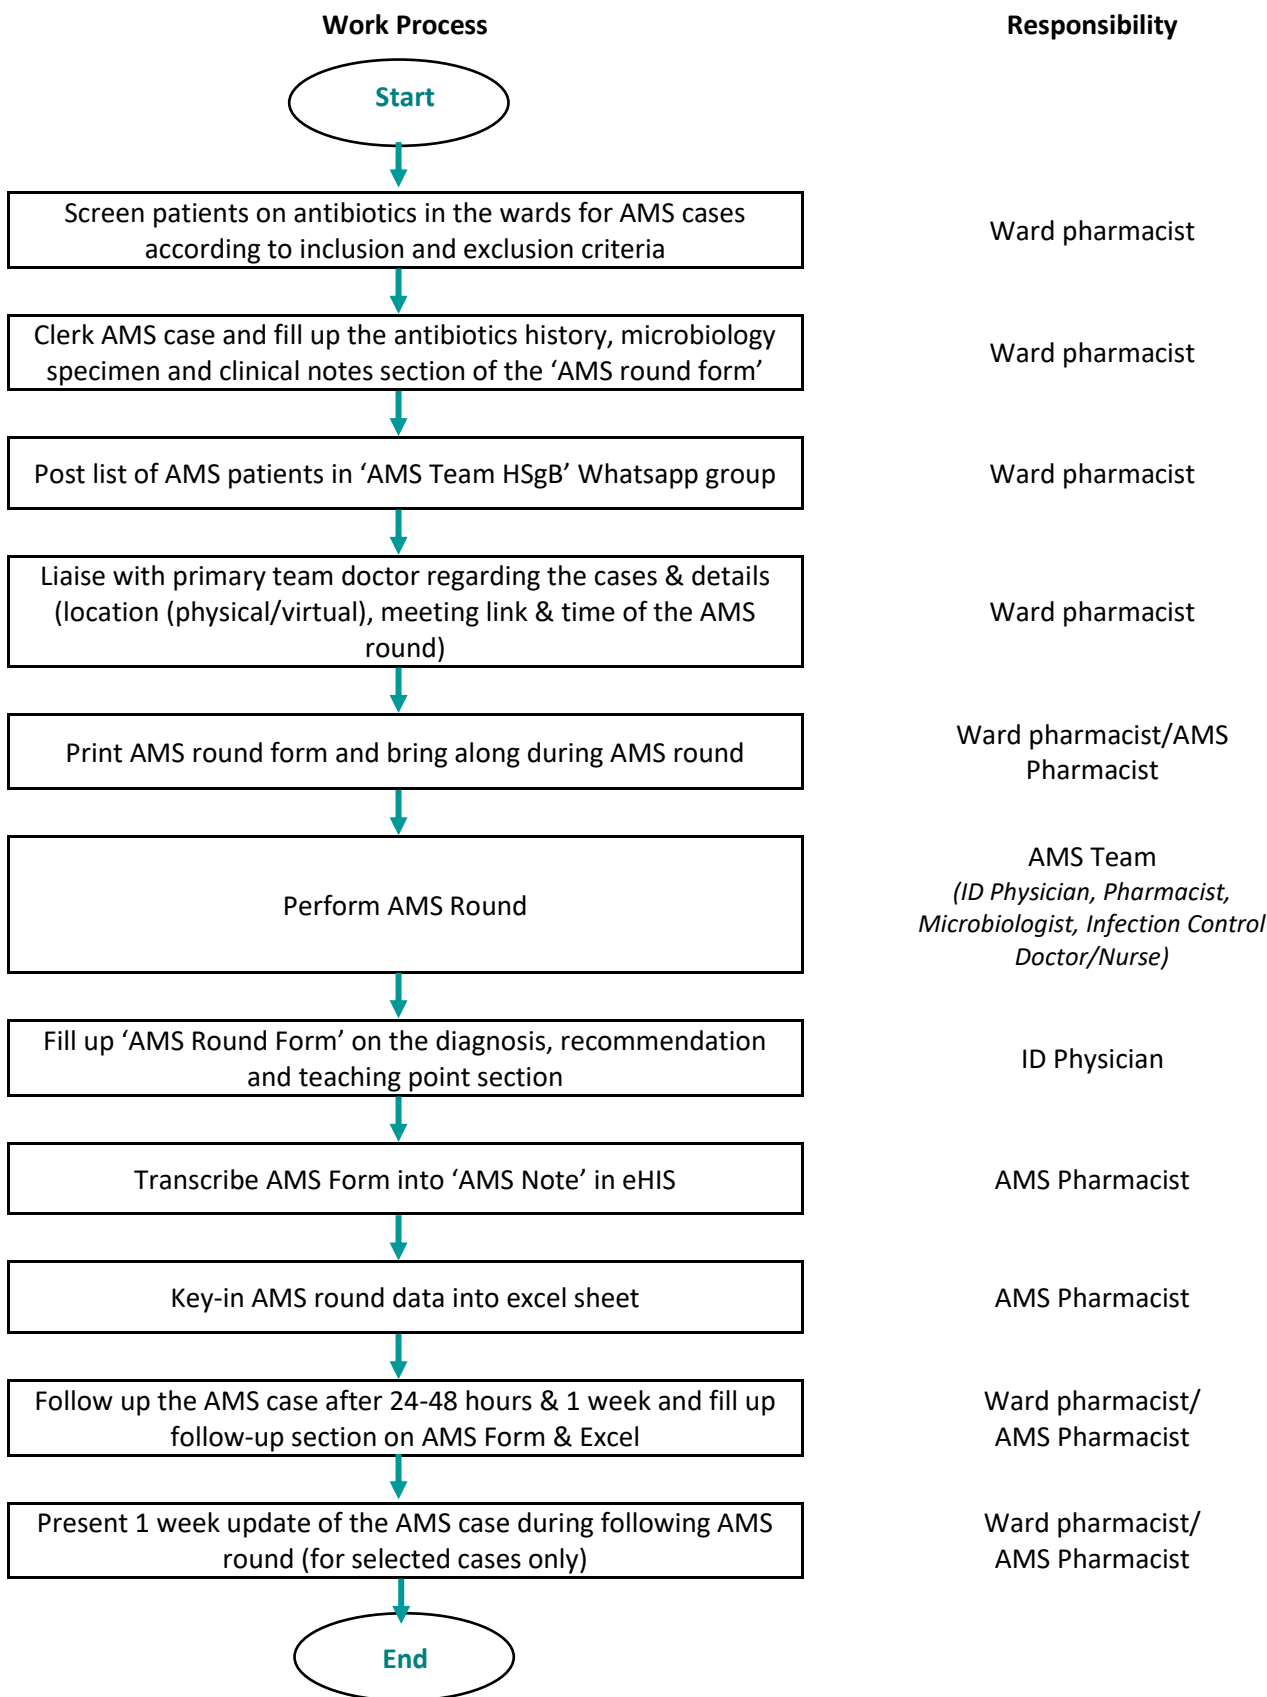 Work Process
Responsibility
Start
Screen patients on antibiotics in the wards for AMS cases
according to inclusion and exclusion criteria
Ward pharmacist
Clerk AMS case and fill up the antibiotics history, microbiology
specimen and clinical notes section of the ‘AMS round form’
Ward pharmacist
Post list of AMS patients in ‘AMS Team HSgB’ Whatsapp group
Ward pharmacist
Liaise with primary team doctor regarding the cases & details
(location (physical/virtual), meeting link & time of the AMS
round)
Ward pharmacist
Print AMS round form and bring along during AMS round
Ward pharmacist/AMS
Pharmacist
Perform AMS Round
AMS Team
(ID Physician, Pharmacist,
Microbiologist, Infection Control
Doctor/Nurse)
Fill up ‘AMS Round Form’ on the diagnosis, recommendation
and teaching point section
ID Physician
Transcribe AMS Form into ‘AMS Note’ in eHIS
AMS Pharmacist
Key-in AMS round data into excel sheet
AMS Pharmacist
Follow up the AMS case after 24-48 hours & 1 week and fill up
follow-up section on AMS Form & Excel
Ward pharmacist/
AMS Pharmacist
Present 1 week update of the AMS case during following AMS
round (for selected cases only)
Ward pharmacist/
AMS Pharmacist
End